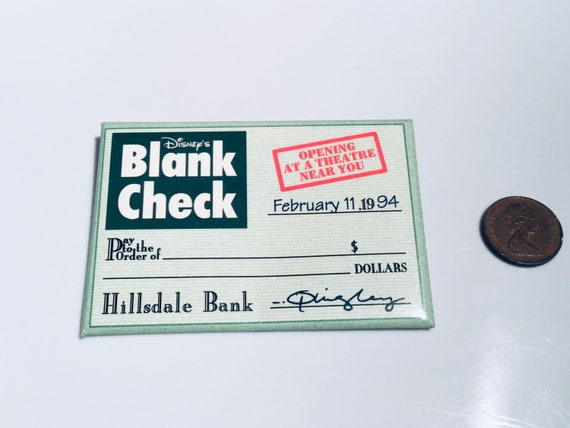 Disney's
Blank
Check
OPENING
AT A THEATRE
NEAR YOU
February 11, 1994
Pay
to the
Order of $
DOLLARS
Hillsdale Bank
Quigley